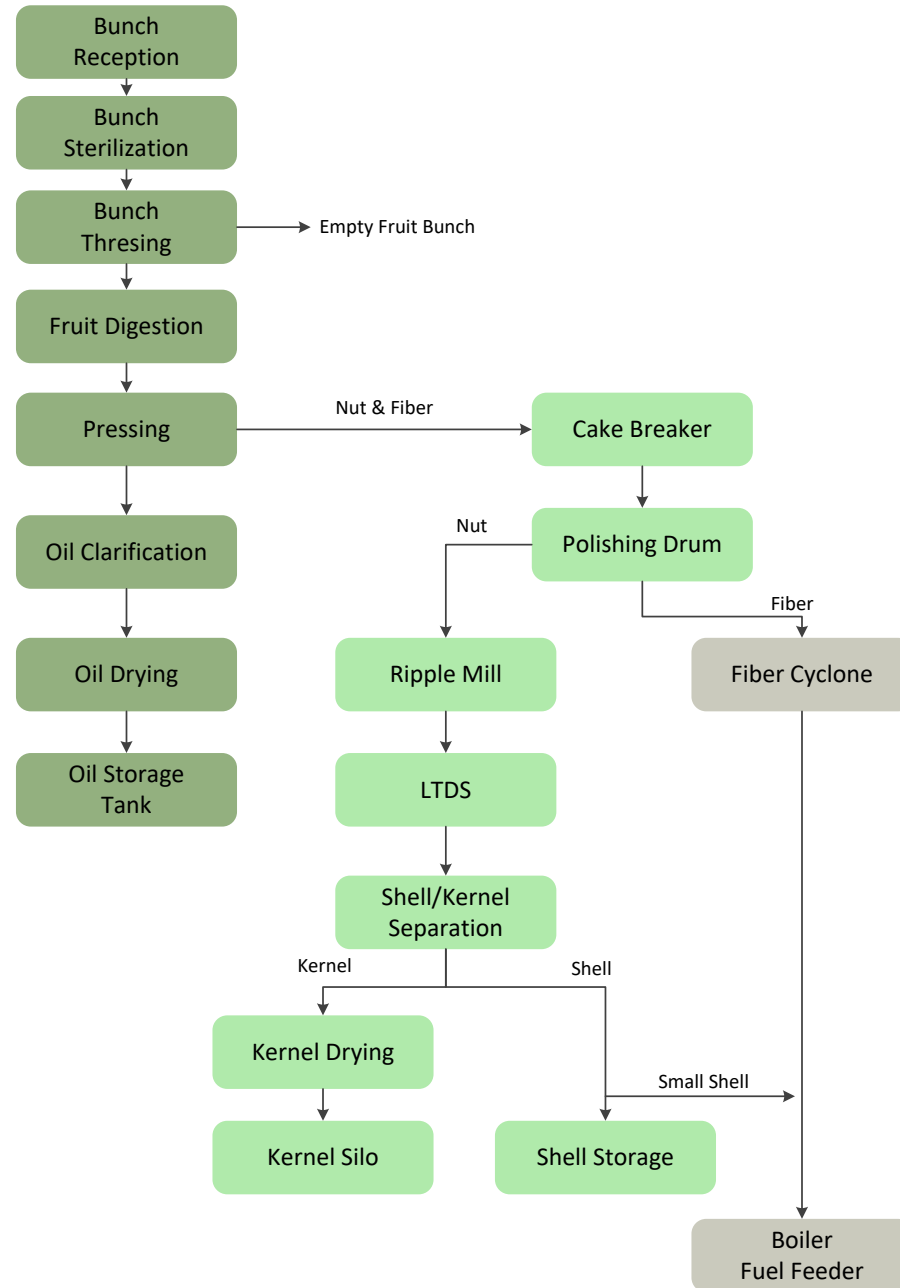 Bunch
Reception
Bunch
Sterilization
Bunch
Thresing
Empty Fruit Bunch
Fruit Digestion
Pressing
Nut & Fiber
Cake Breaker
Nut
Polishing Drum
Oil Clarification
Fiber
Oil Drying
Ripple Mill
Fiber Cyclone
Oil Storage
Tank
LTDS
Shell/Kernel
Separation
Kernel
Shell
Kernel Drying
Small Shell
Kernel Silo
Shell Storage
Boiler
Fuel Feeder